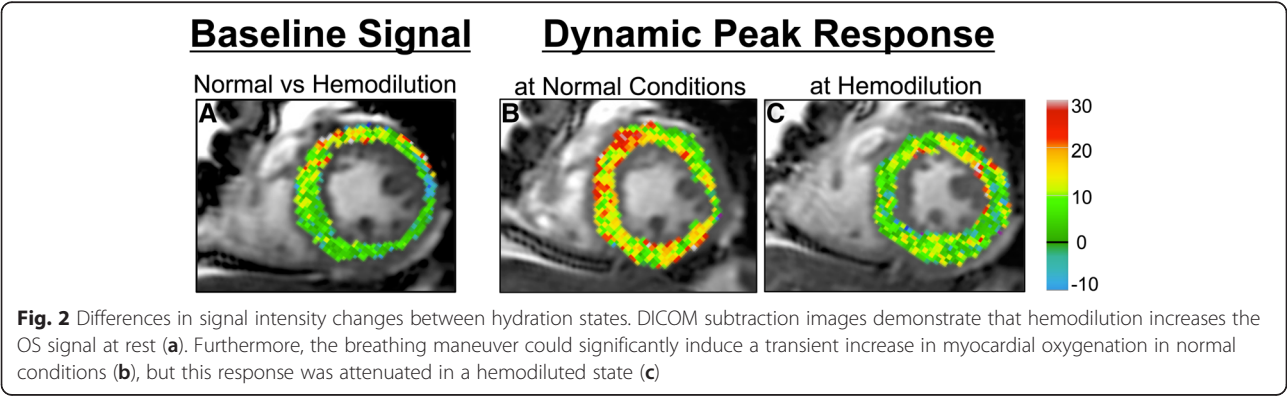 Baseline Signal
Dynamic Peak Response
Normal vs Hemodilution
at Normal Conditions
at Hemodilution
A
B
C
30
20
10
0
-10
Fig. 2 Differences in signal intensity changes between hydration states. DICOM subtraction images demonstrate that hemodilution increases the
OS signal at rest (a). Furthermore, the breathing maneuver could significantly induce a transient increase in myocardial oxygenation in normal
conditions (b), but this response was attenuated in a hemodiluted state (c)